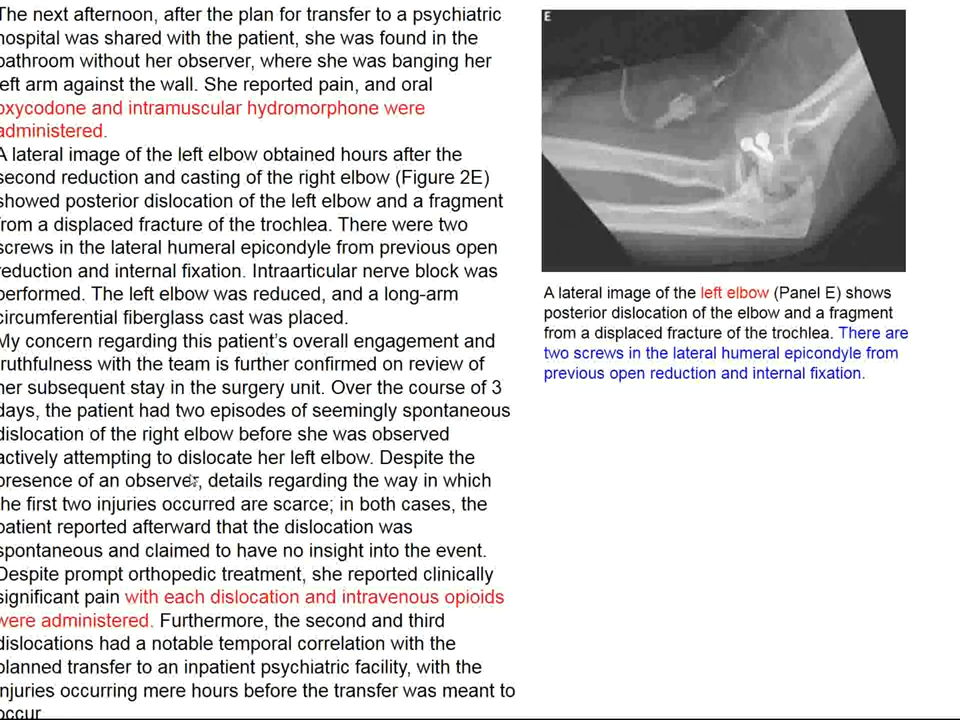 The next afternoon, after the plan for transfer to a psychiatric
hospital was shared with the patient, she was found in the
bathroom without her observer, where she was banging her
left arm against the wall. She reported pain, and oral
oxycodone and intramuscular hydromorphone were
administered.
A lateral image of the left elbow obtained hours after the
second reduction and casting of the right elbow (Figure 2E)
showed posterior dislocation of the left elbow and a fragment
from a displaced fracture of the trochlea. There were two
screws in the lateral humeral epicondyle from previous open
reduction and internal fixation. Intraarticular nerve block was
performed. The left elbow was reduced, and a long-arm
circumferential fiberglass cast was placed.
My concern regarding this patient's overall engagement and
truthfulness with the team is further confirmed on review of
her subsequent stay in the surgery unit. Over the course of 3
days, the patient had two episodes of seemingly spontaneous
dislocation of the right elbow before she was observed
actively attempting to dislocate her left elbow. Despite the
presence of an observer, details regarding the way in which
the first two injuries occurred are scarce; in both cases, the
patient reported afterward that the dislocation was
spontaneous and claimed to have no insight into the event.
Despite prompt orthopedic treatment, she reported clinically
significant pain with each dislocation and intravenous opioids
were administered. Furthermore, the second and third
dislocations had a notable temporal correlation with the
planned transfer to an inpatient psychiatric facility, with the
injuries occurring mere hours before the transfer was meant to
occur
E
A lateral image of the left elbow (Panel E) shows
posterior dislocation of the elbow and a fragment
from a displaced fracture of the trochlea. There are
two screws in the lateral humeral epicondyle from
previous open reduction and internal fixation.